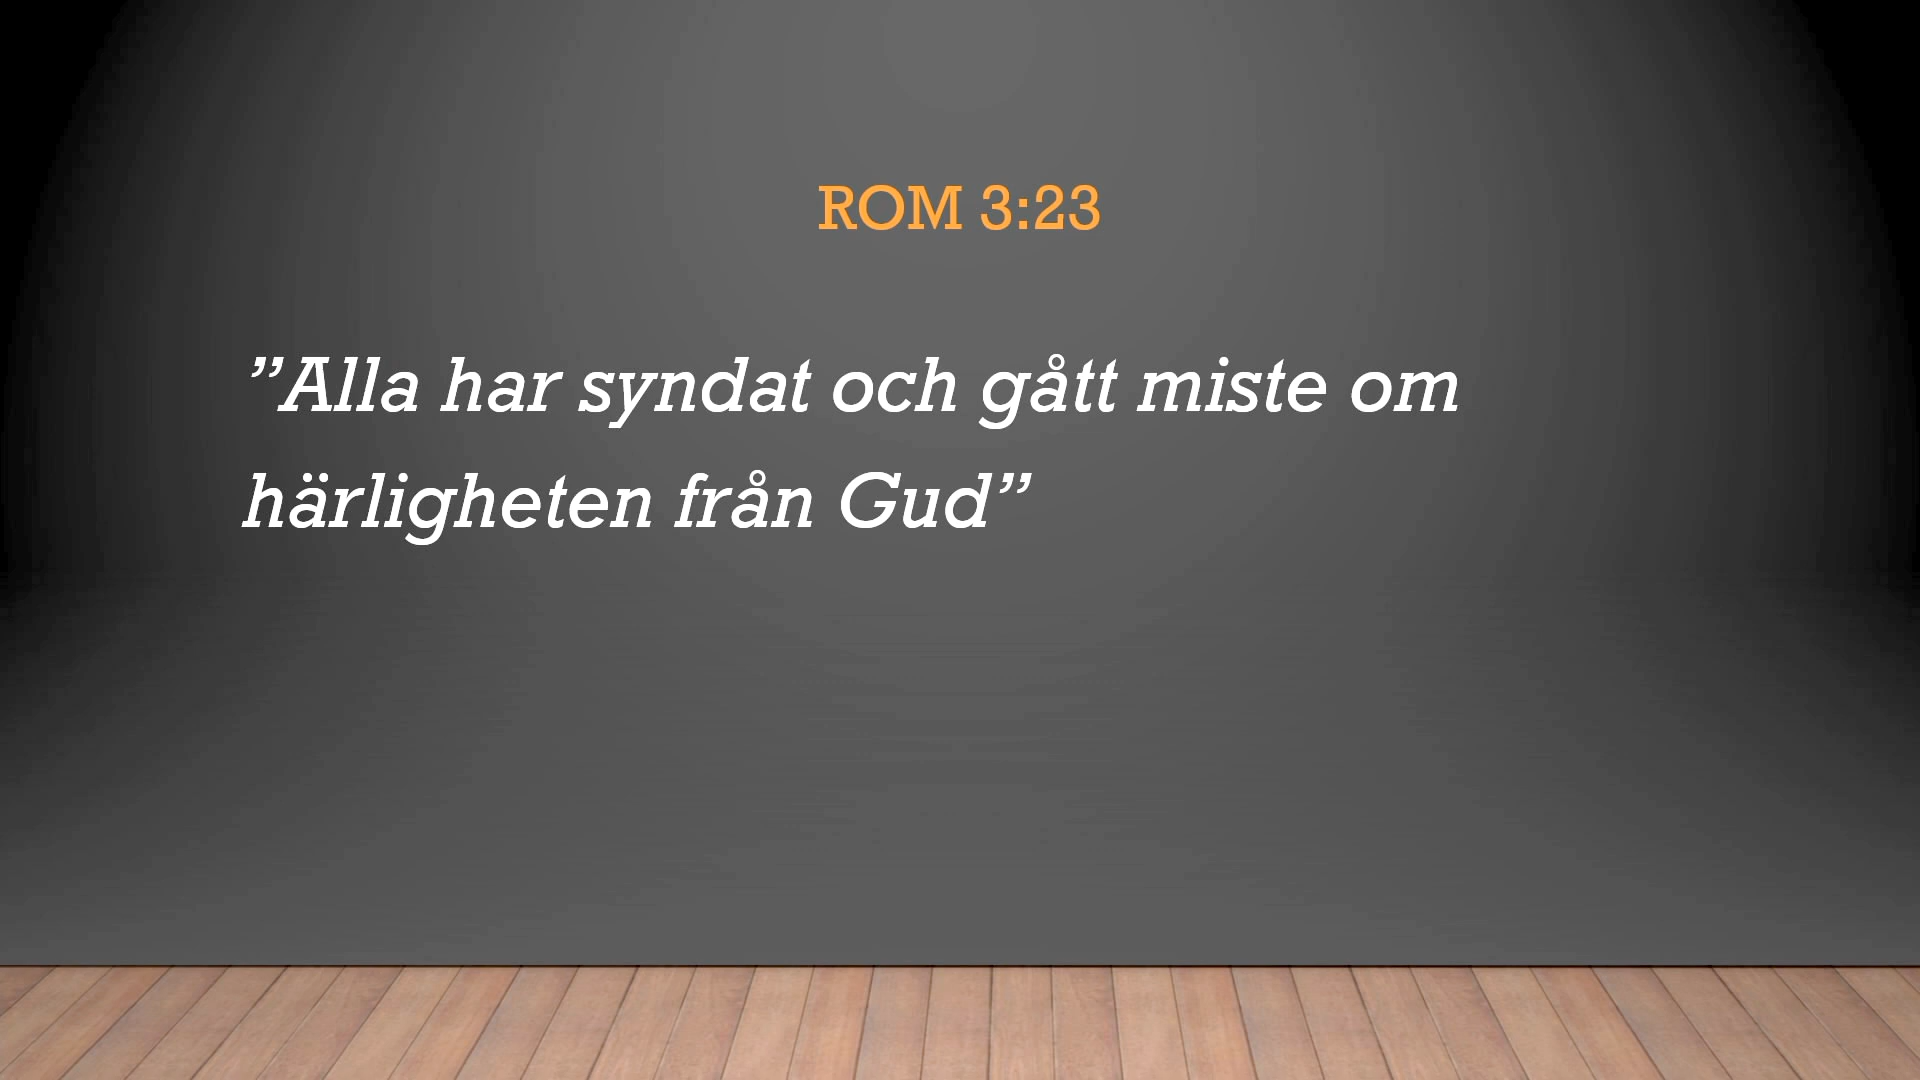 ROM 3:23
”Alla har syndat och gått miste om
härligheten från Gud”